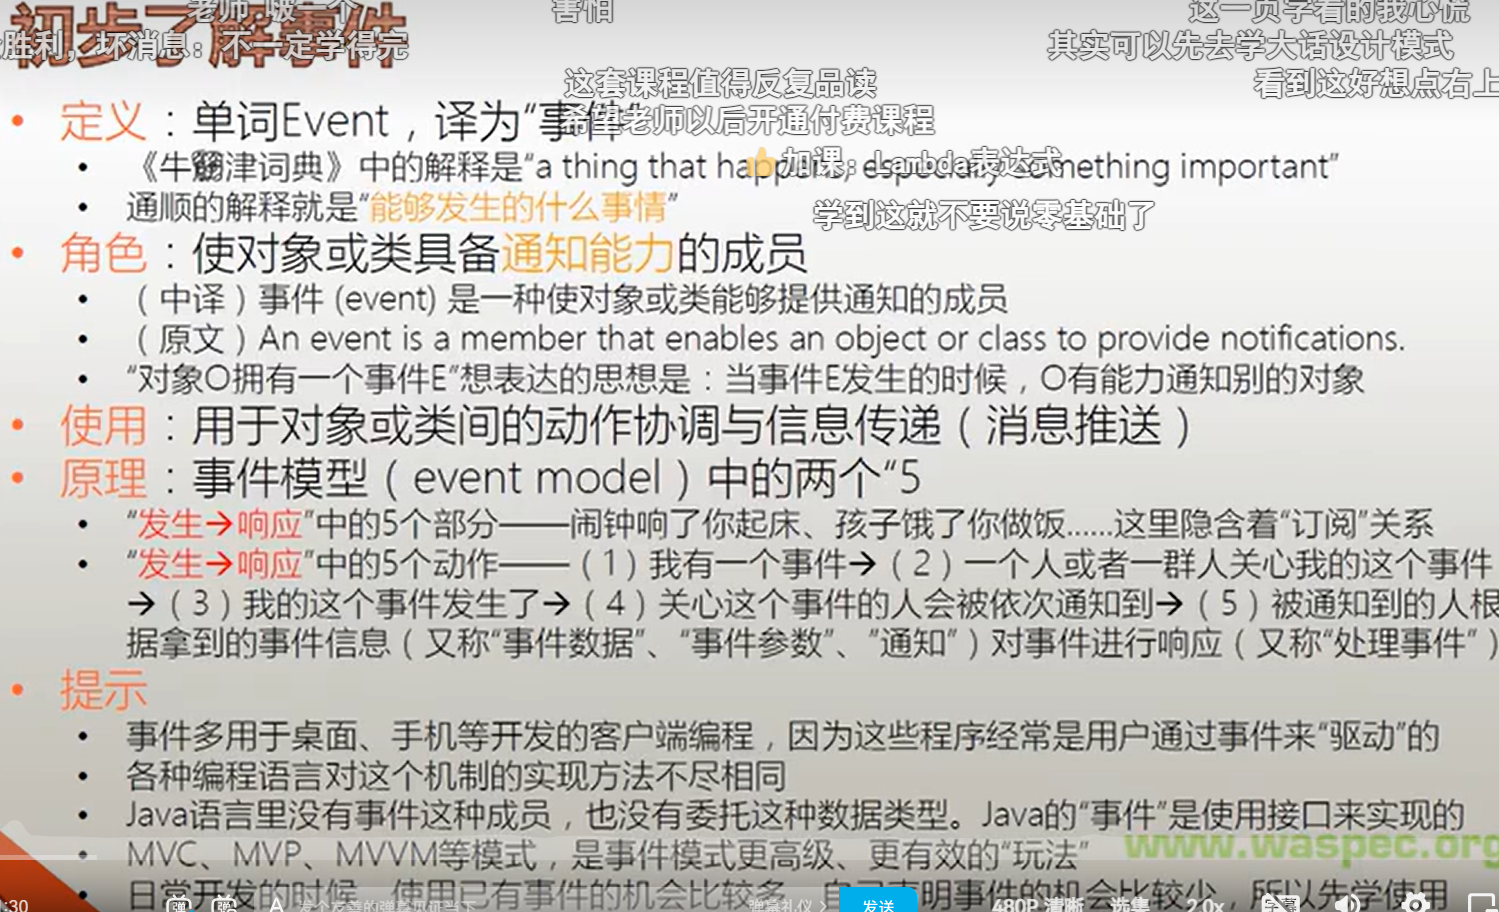 老师，啵一个
害怕
这一页字看的我心慌
初步了解事件
胜利，坏消息：不一定学得完
其实可以先去学大话设计模式
这套课程值得反复品读
看到这好想点右上
• 定义：单词Event，译为“事件”
希望老师以后开通付费课程
• 《牛津词典》中的解释是“a thing that happens, especially something important”
加课：Lambda表达式
• 通顺的解释就是“能够发生的什么事情”
学到这就不要说零基础了
• 角色：使对象或类具备通知能力的成员
• （中译）事件 (event) 是一种使对象或类能够提供通知的成员
• （原文）An event is a member that enables an object or class to provide notifications.
• “对象O拥有一个事件E”想表达的思想是：当事件E发生的时候，O有能力通知别的对象
• 使用：用于对象或类间的动作协调与信息传递（消息推送）
• 原理：事件模型（event model）中的两个“5
• “发生→响应”中的5个部分——闹钟响了你起床、孩子饿了你做饭……这里隐含着“订阅”关系
• “发生→响应”中的5个动作——（1）我有一个事件→（2）一个人或者一群人关心我的这个事件
→（3）我的这个事件发生了→（4）关心这个事件的人会被依次通知到→（5）被通知到的人根
据拿到的事件信息（又称“事件数据”、“事件参数”、“通知”）对事件进行响应（又称“处理事件”）
• 提示
• 事件多用于桌面、手机等开发的客户端编程，因为这些程序经常是用户通过事件来“驱动”的
• 各种编程语言对这个机制的实现方法不尽相同
• Java语言里没有事件这种成员，也没有委托这种数据类型。Java的“事件”是使用接口来实现的
• MVC、MVP、MVVM等模式，是事件模式更高级、更有效的“玩法”
www.waspec.org
• 日常开发的时候，使用已有事件的机会比较多，自己声明事件的机会比较少，所以先学使用
:30
弹
弹
A
发个友善的弹幕见证当下
弹幕礼仪 >
发送
480P 清晰
选集
2.0x
字幕